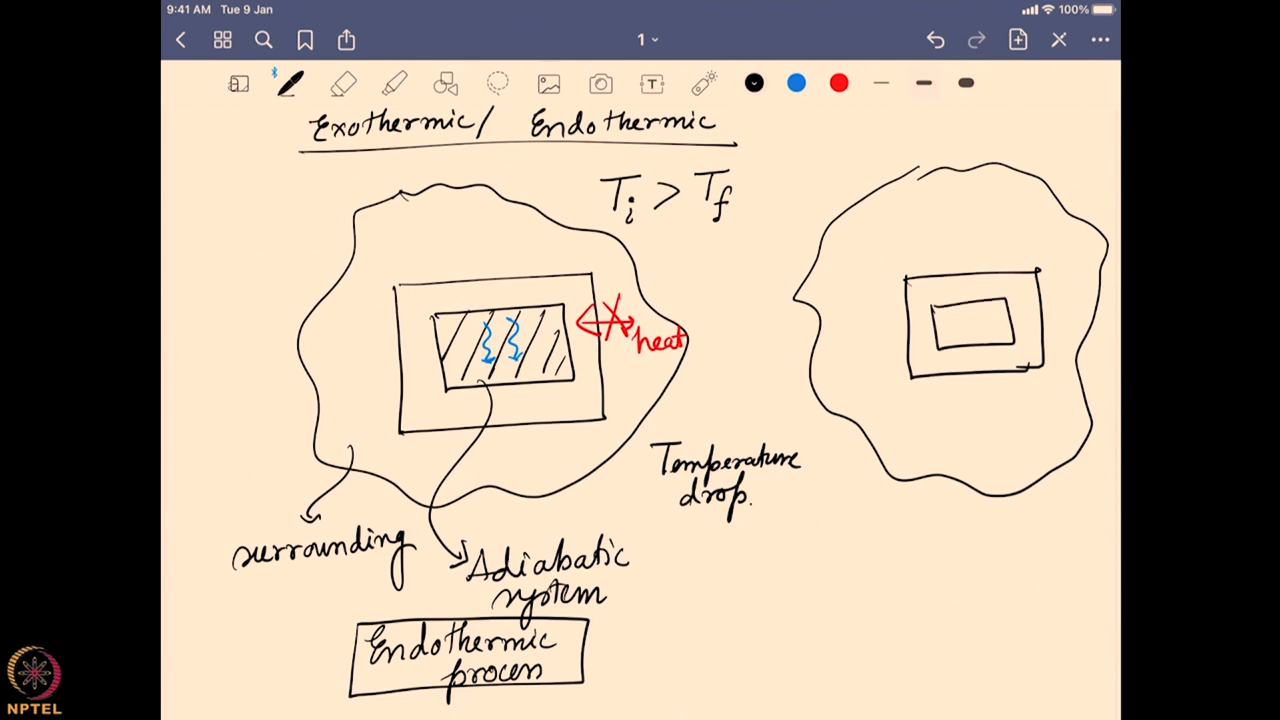 9:41 AM Tue 9 Jan
100%
1
T
Exothermic/ Endothermic
Ti > Tf
heat
Temperature
drop.
surrounding
Adiabatic
system
Endothermic
process
NPTEL